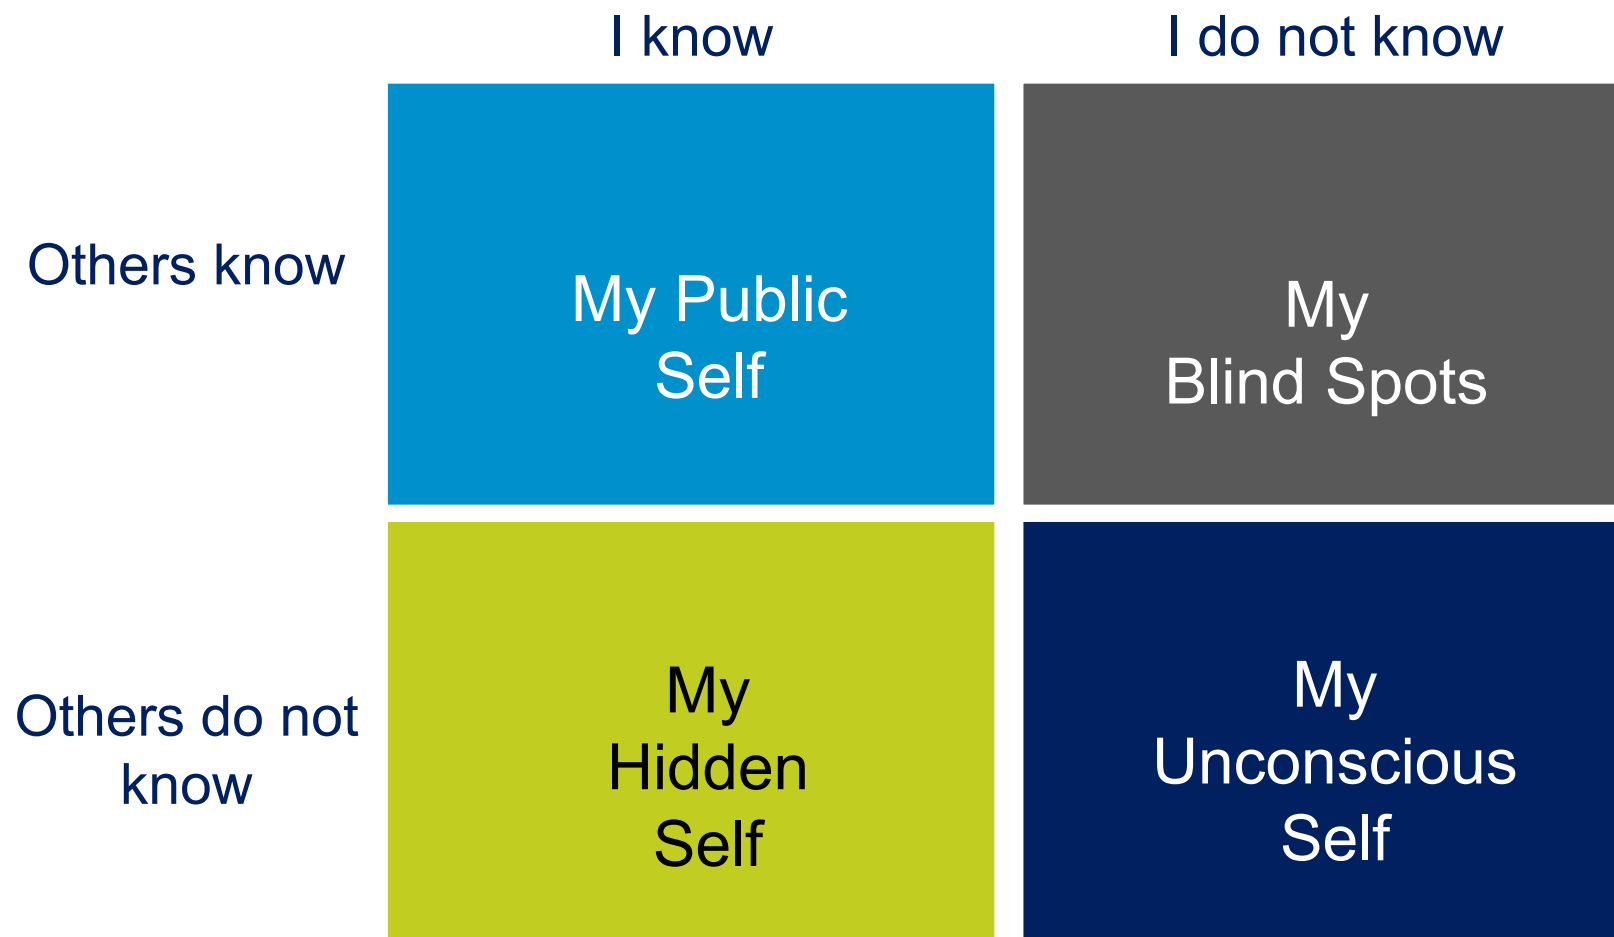 I know
I do not know
Others know
My Public
Self
My
Blind Spots
Others do not
know
My
Hidden
Self
My
Unconscious
Self